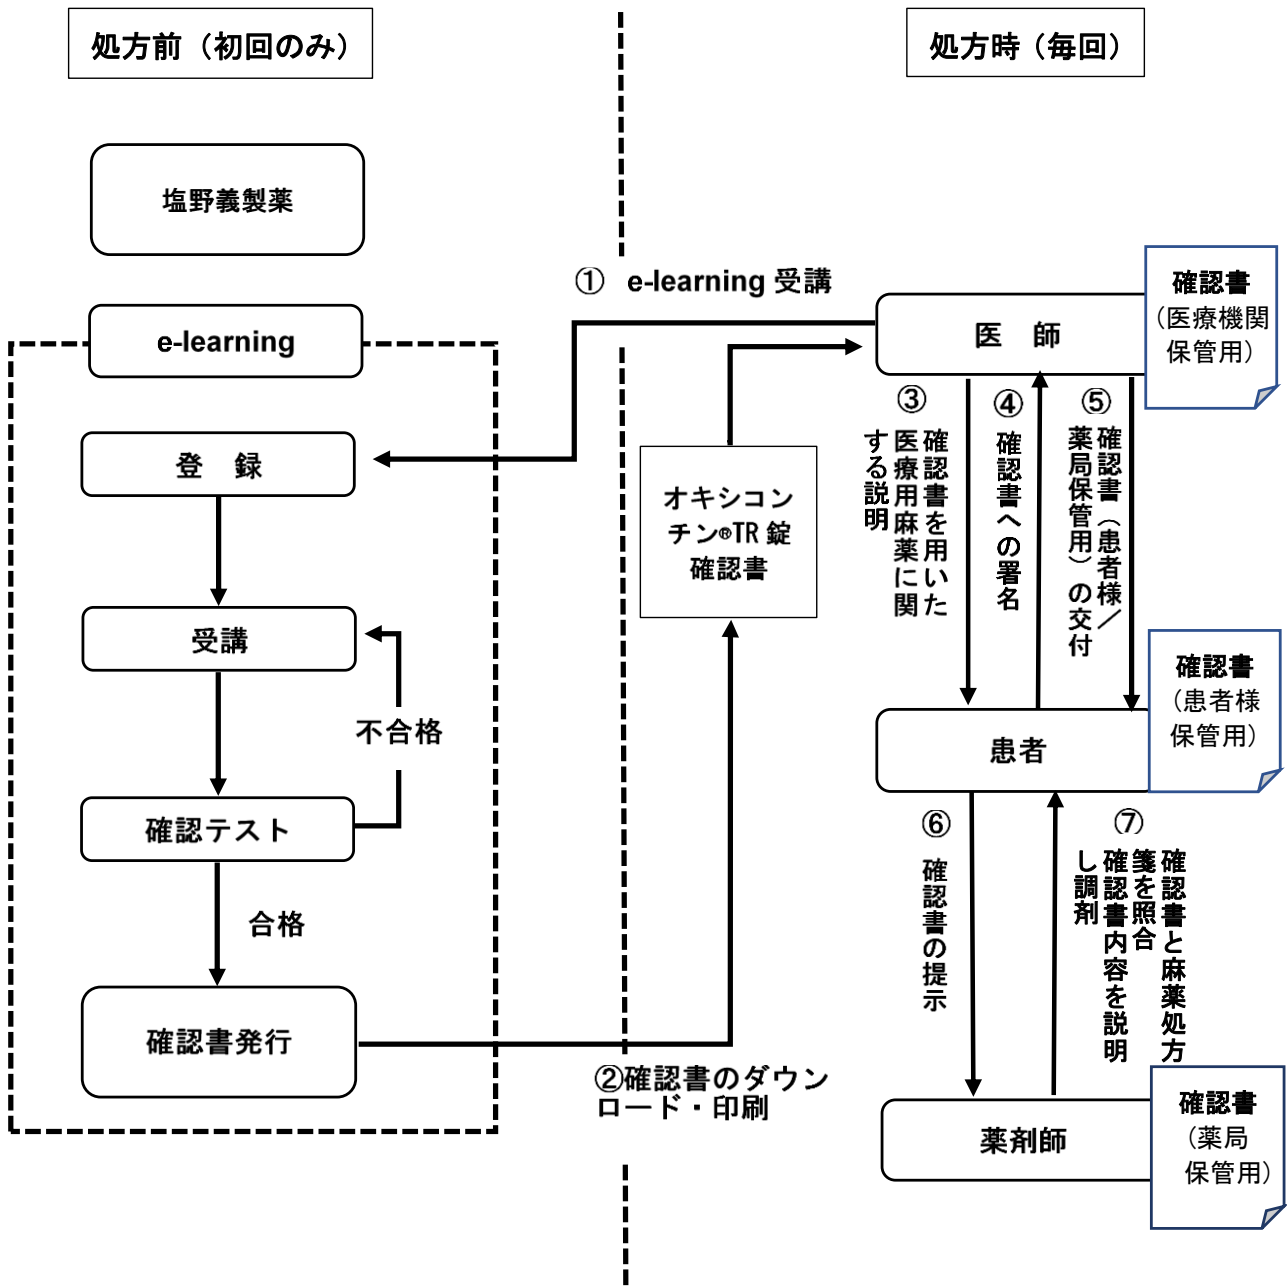 処方前（初回のみ）
処方時（毎回）
塩野義製薬
① e-learning 受講
e-learning
登　録
受講
不合格
確認テスト
合格
確認書発行
②確認書のダウン
ロード・印刷
オキシコン
チン®TR 錠
確認書
医　師
確認書
（医療機関
保管用）
③
確認書を用いた
医療用麻薬に関
する説明
④
確認書への署名
⑤
確認書（患者様／
薬局保管用）の交付
患者
確認書
（患者様
保管用）
⑥
確認書の提示
⑦
確認書と麻薬処方
箋を照合
確認書内容を説明
し調剤
薬剤師
確認書
（薬局
保管用）